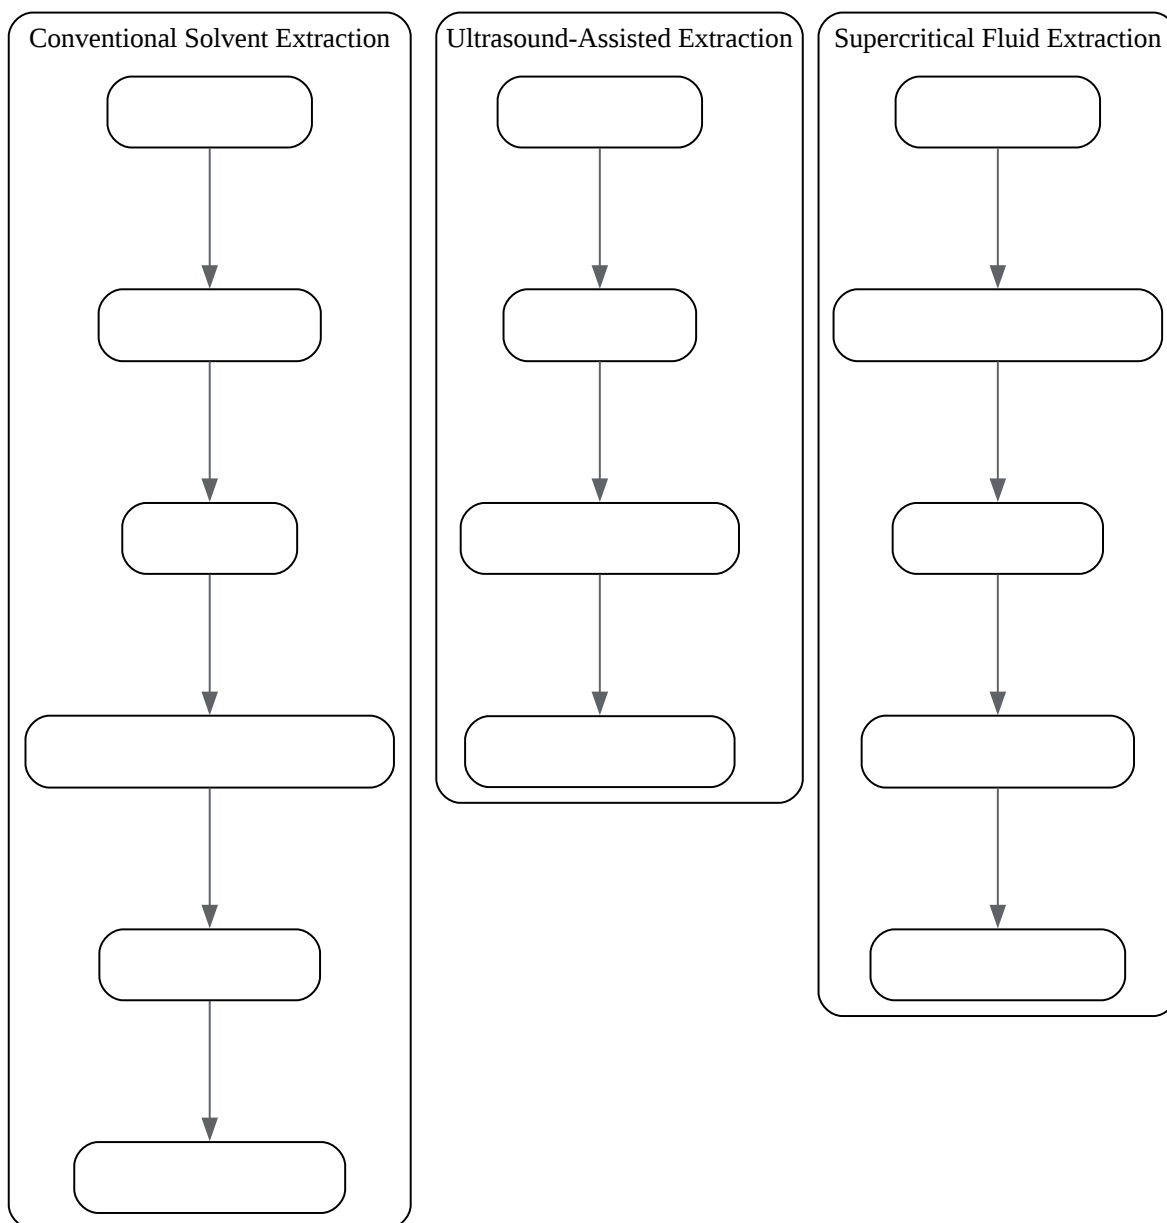 Conventional Solvent Extraction
Ultrasound-Assisted Extraction
Supercritical Fluid Extraction